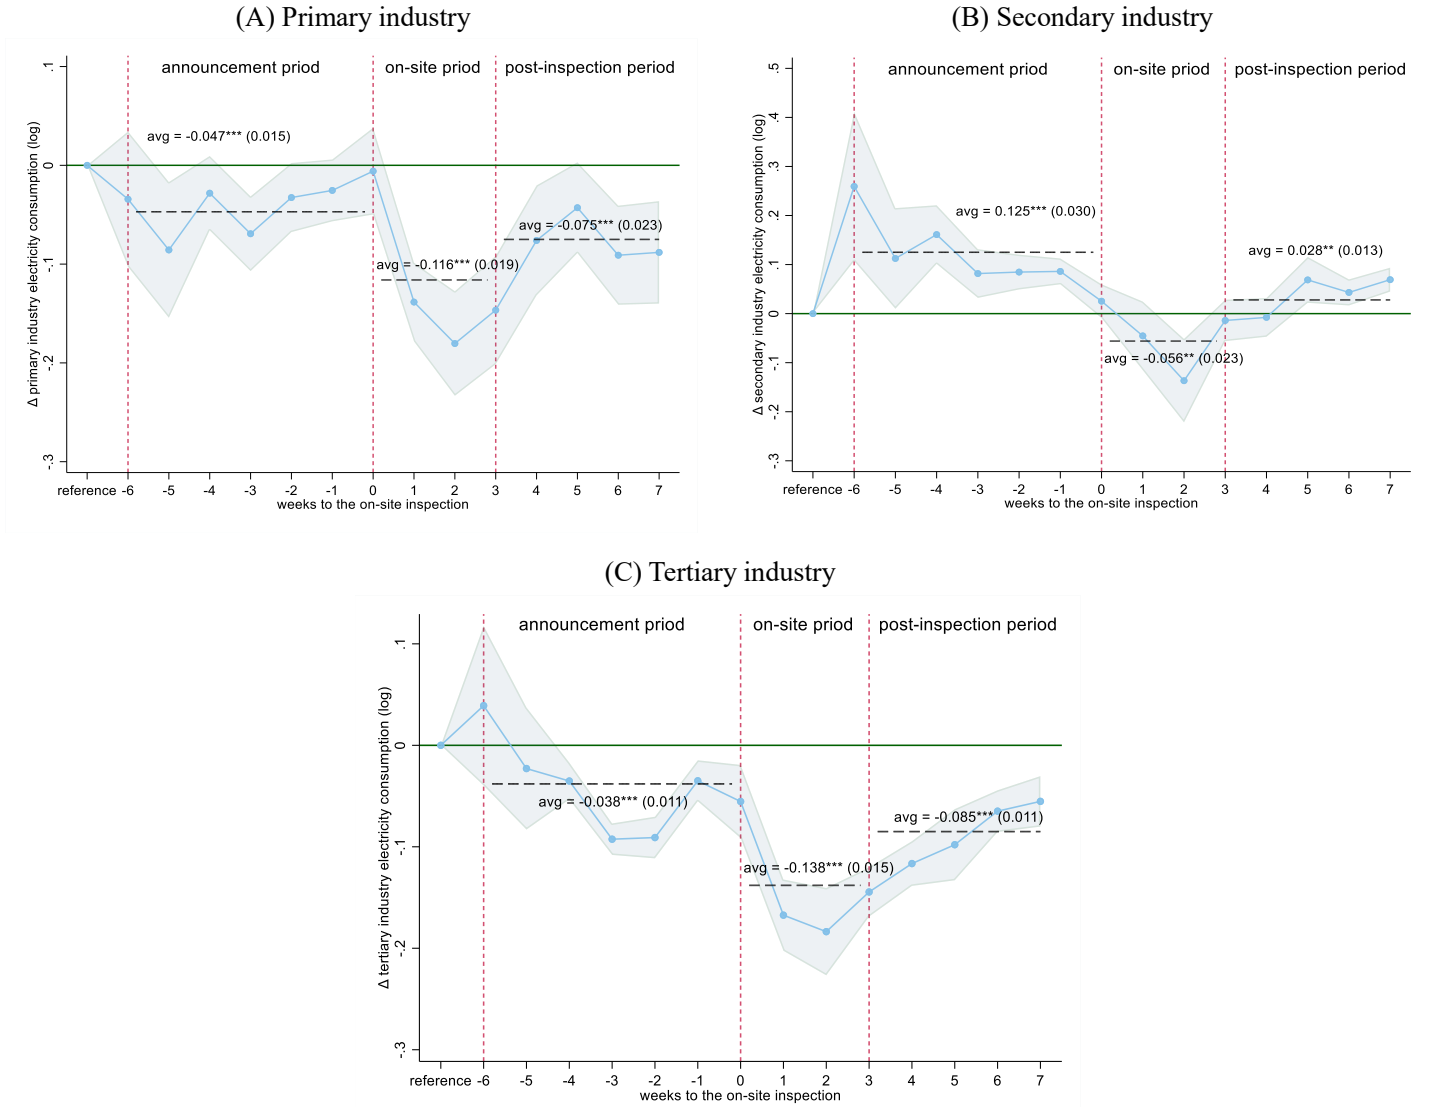 (A) Primary industry
announcement priod
on-site priod
post-inspection period
avg = -0.047*** (0.015)
avg = -0.116*** (0.019)
avg = -0.075*** (0.023)
Δ primary industry electricity consumption (log)
.1
0
-.1
-.2
-.3
reference -6 -5 -4 -3 -2 -1 0 1 2 3 4 5 6 7
weeks to the on-site inspection
(B) Secondary industry
announcement priod
on-site priod
post-inspection period
avg = 0.125*** (0.030)
avg = -0.056** (0.023)
avg = 0.028** (0.013)
Δ secondary industry electricity consumption (log)
.5
.4
.3
.2
.1
0
-.1
-.2
-.3
reference -6 -5 -4 -3 -2 -1 0 1 2 3 4 5 6 7
weeks to the on-site inspection
(C) Tertiary industry
announcement priod
on-site priod
post-inspection period
avg = -0.038*** (0.011)
avg = -0.138*** (0.015)
avg = -0.085*** (0.011)
Δ tertiary industry electricity consumption (log)
.1
0
-.1
-.2
-.3
reference -6 -5 -4 -3 -2 -1 0 1 2 3 4 5 6 7
weeks to the on-site inspection